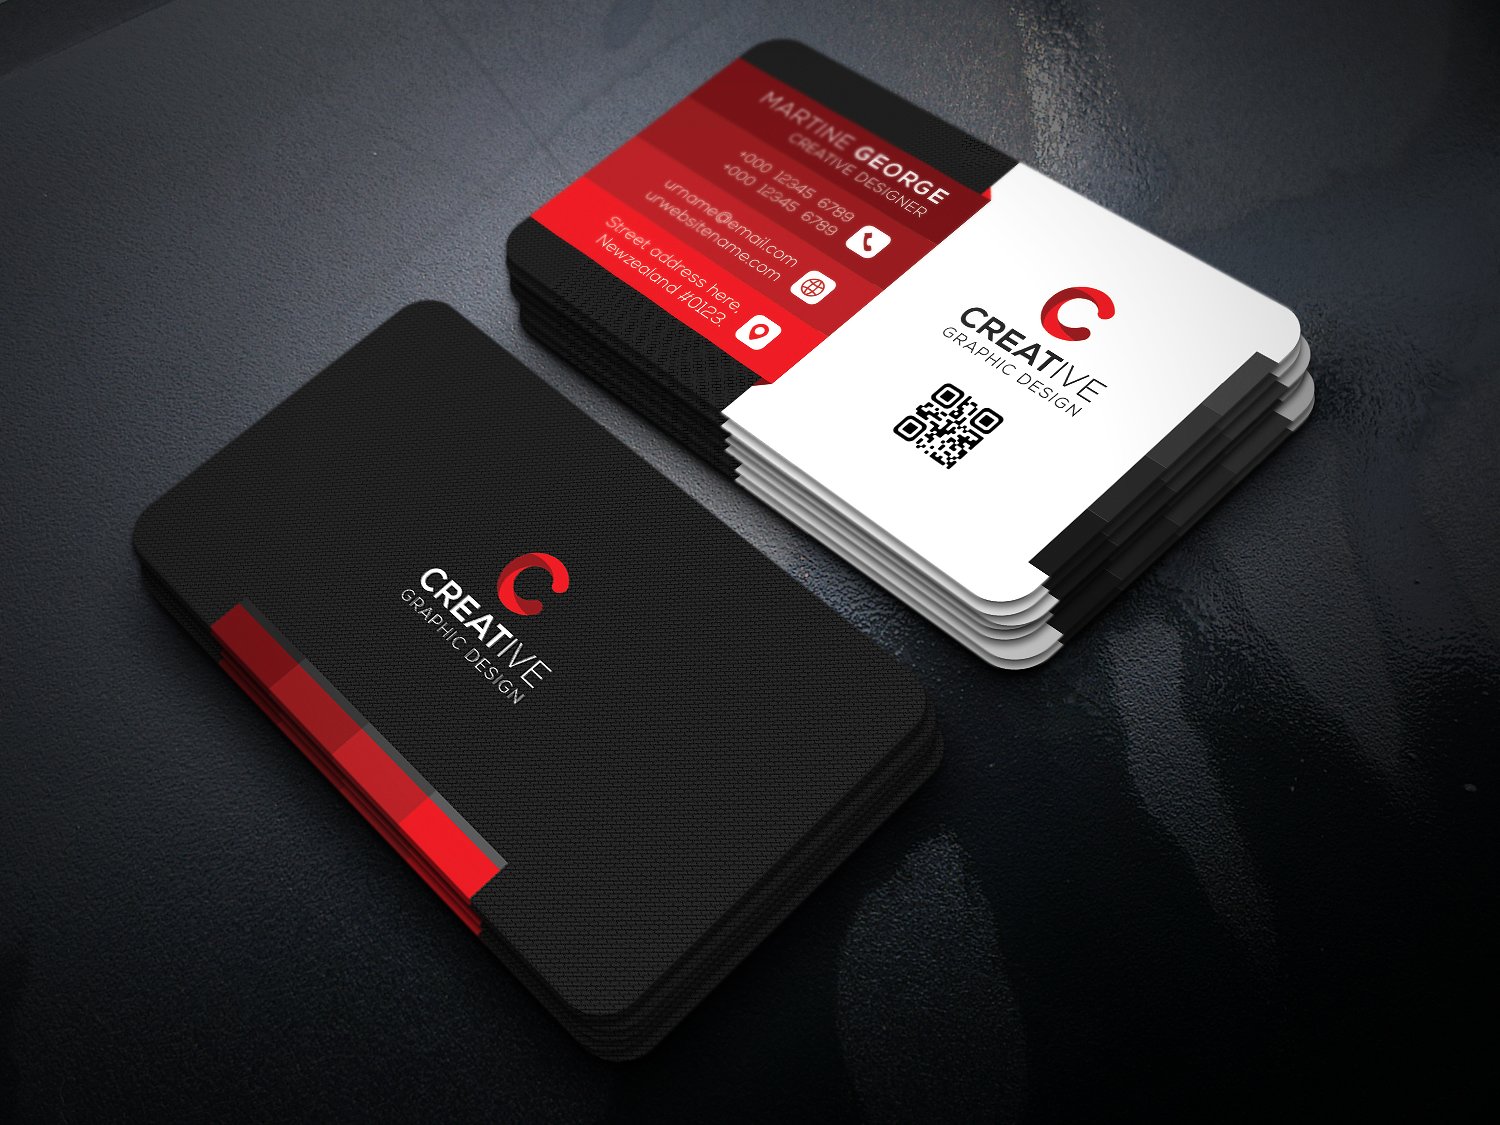 MARTINE GEORGE
CREATIVE DESIGNER
+000 12345 6789
+000 12345 6789
urname@email.com
urwebsitename.com
Street address here,
Newzealand #0123.
CREATIVE
GRAPHIC DESIGN
CREATIVE
GRAPHIC DESIGN